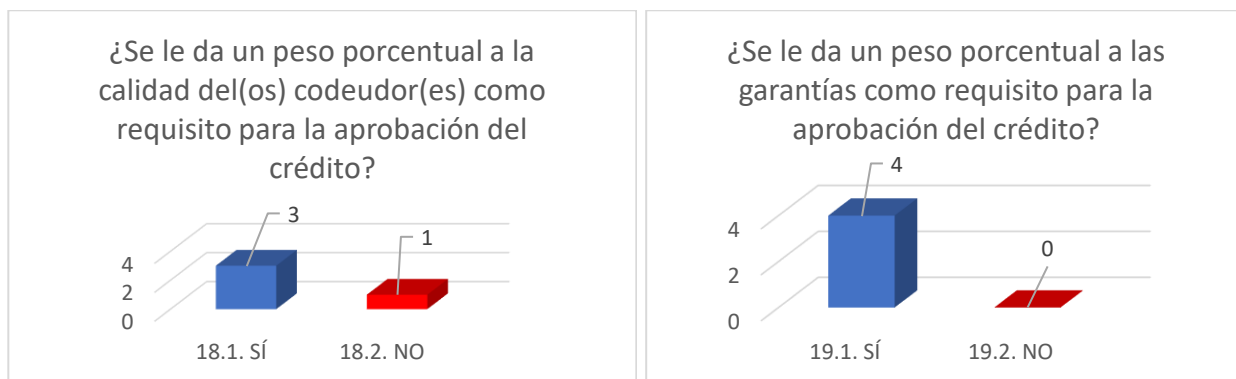 ¿Se le da un peso porcentual a la
calidad del(os) codeudor(es) como
requisito para la aprobación del
crédito?
3
1
4
2
0
18.1. SÍ
18.2. NO
¿Se le da un peso porcentual a las
garantías como requisito para la
aprobación del crédito?
4
0
4
2
0
19.1. SÍ
19.2. NO